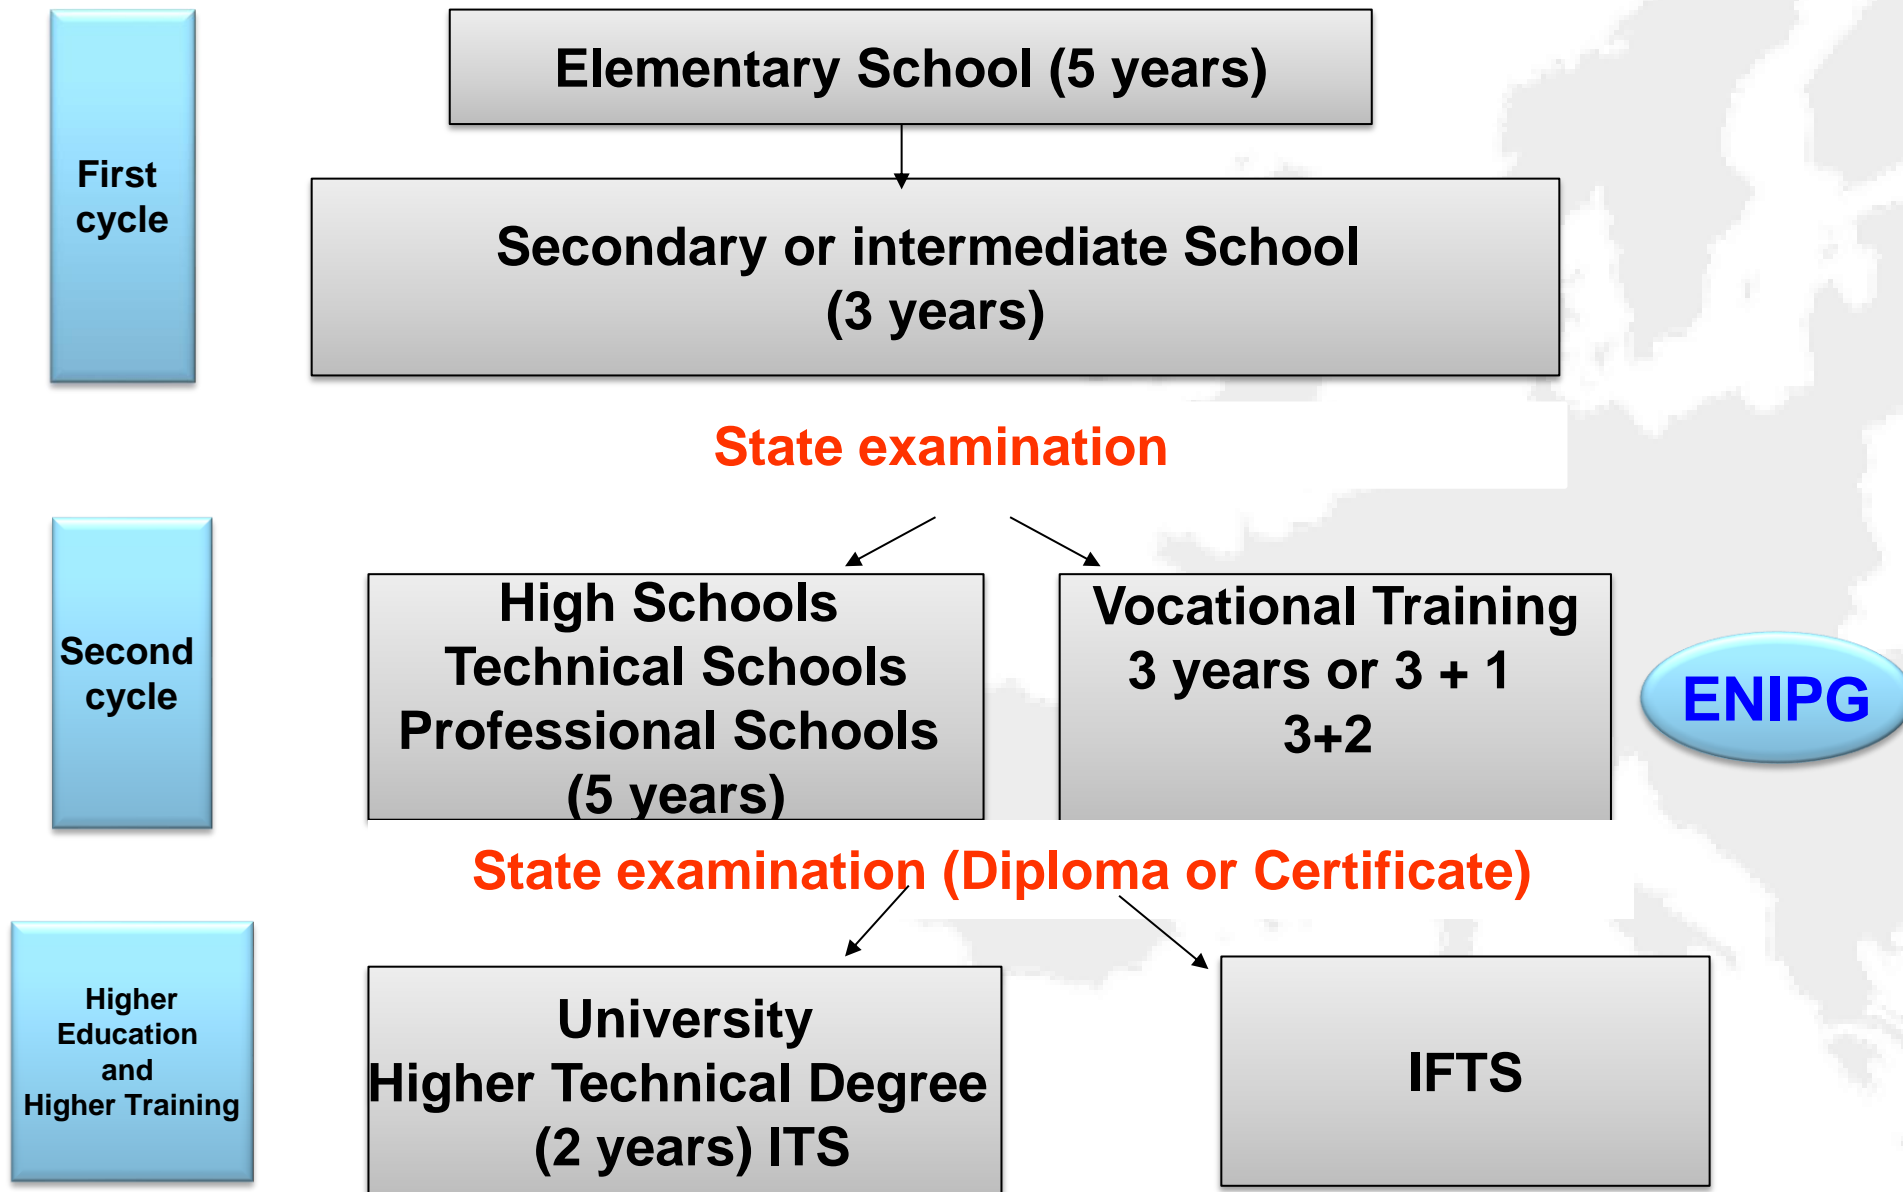 First
cycle
Elementary School (5 years)
Secondary or intermediate School
(3 years)
State examination
Second
cycle
High Schools
Technical Schools
Professional Schools
(5 years)
Vocational Training
3 years or 3 + 1
3+2
ENIPG
State examination (Diploma or Certificate)
Higher
Education
and
Higher Training
University
Higher Technical Degree
(2 years) ITS
IFTS